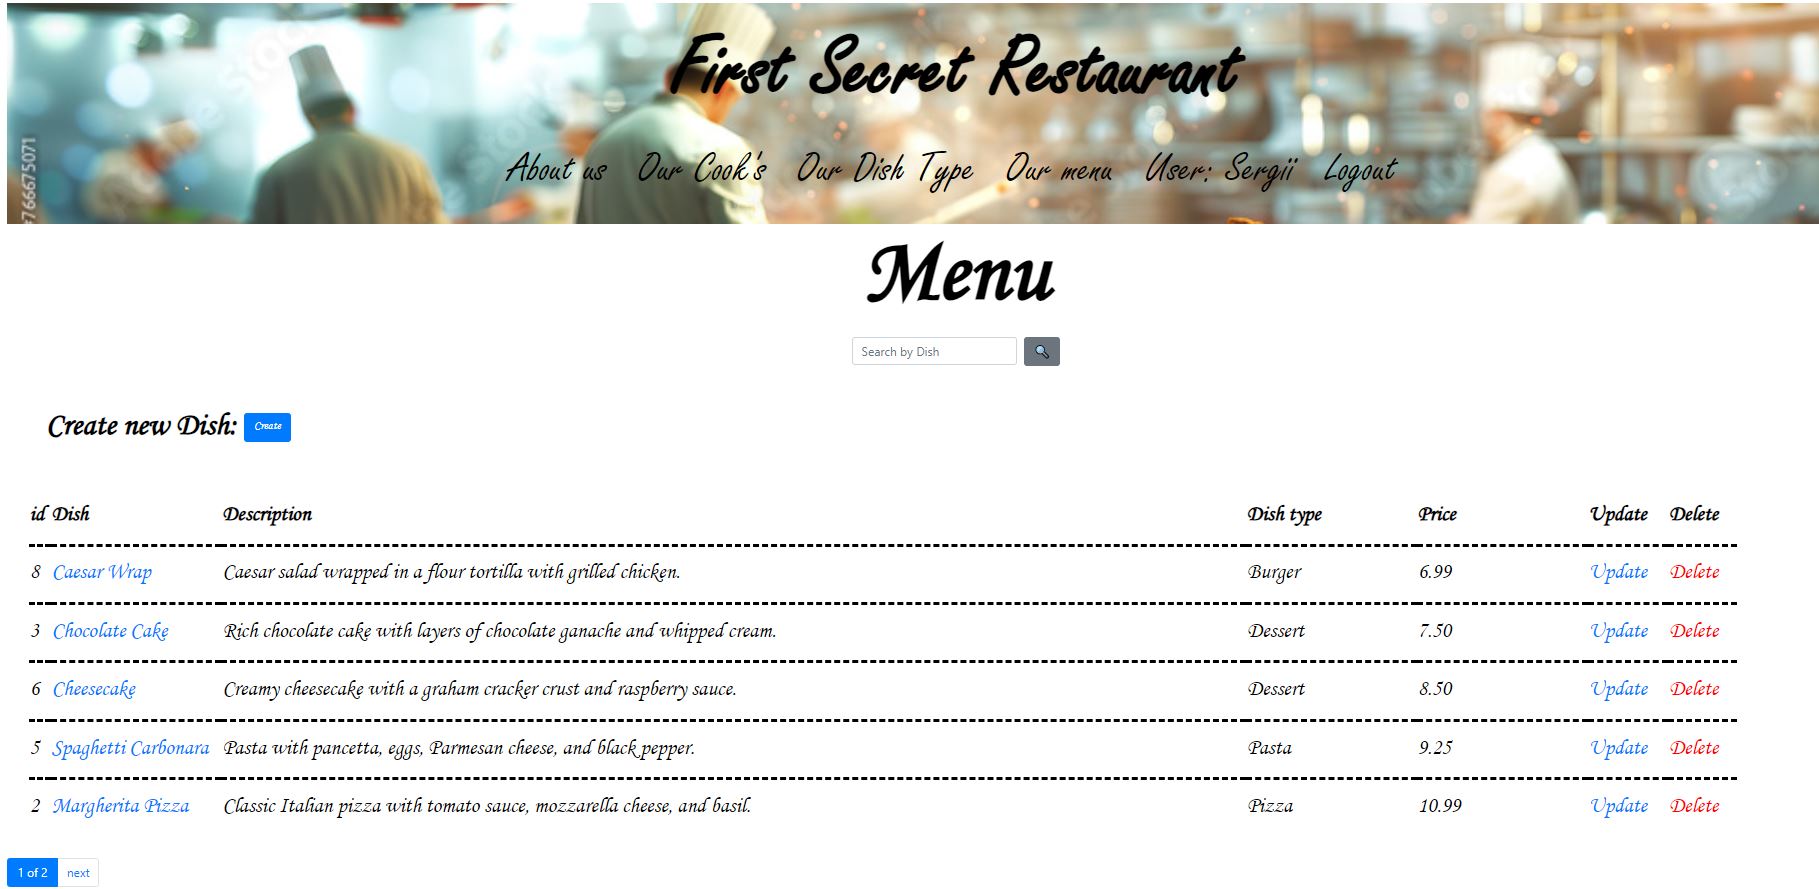 First Secret Restaurant
About us Our Cook's Our Dish Type Our menu User: Sergii Logout
#766675071
Menu
Search by Dish
Create new Dish: Create
id Dish Description Dish type Price Update Delete
8 Caesar Wrap Caesar salad wrapped in a flour tortilla with grilled chicken. Burger 6.99 Update Delete
3 Chocolate Cake Rich chocolate cake with layers of chocolate ganache and whipped cream. Dessert 7.50 Update Delete
6 Cheesecake Creamy cheesecake with a graham cracker crust and raspberry sauce. Dessert 8.50 Update Delete
5 Spaghetti Carbonara Pasta with pancetta, eggs, Parmesan cheese, and black pepper. Pasta 9.25 Update Delete
2 Margherita Pizza Classic Italian pizza with tomato sauce, mozzarella cheese, and basil. Pizza 10.99 Update Delete
1 of 2 next